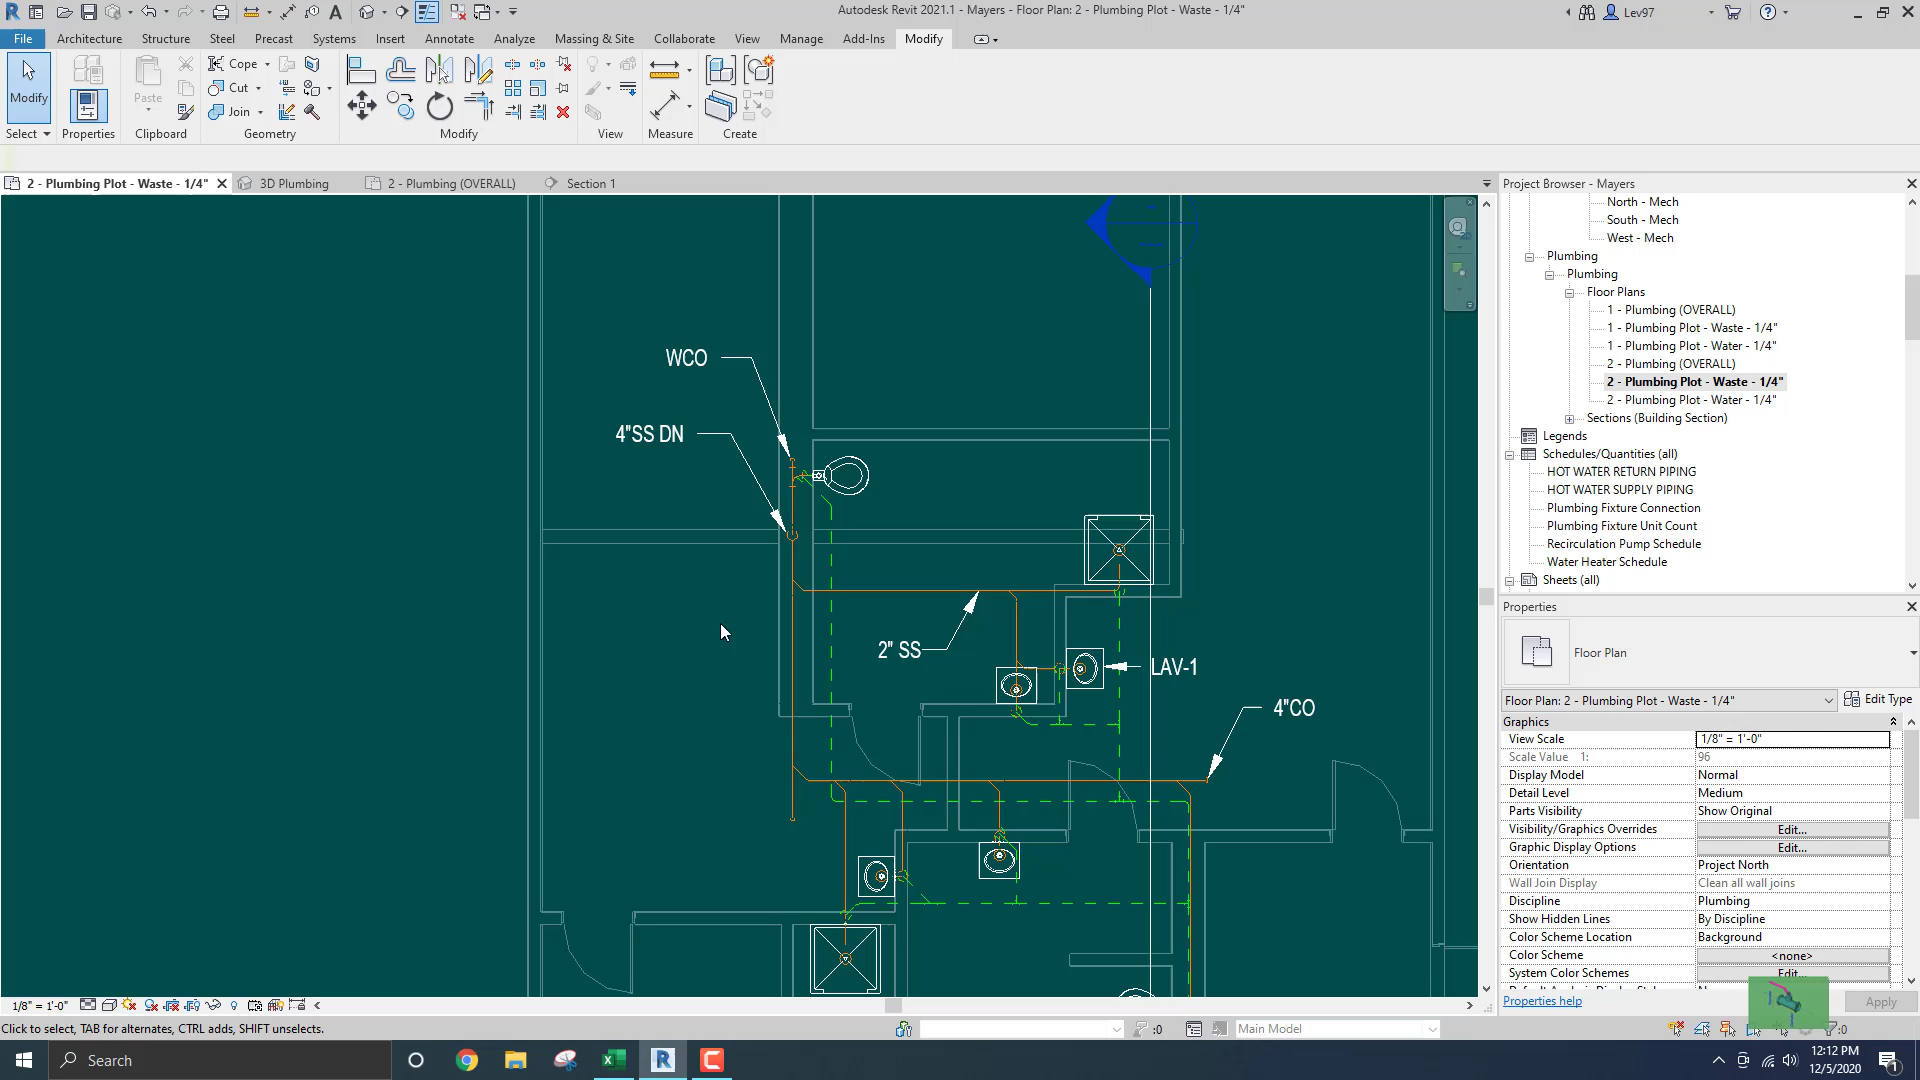 Autodesk Revit 2021.1 - Mayers - Floor Plan: 2 - Plumbing Plot - Waste - 1/4"
Lev97
File
Architecture
Structure
Steel
Precast
Systems
Insert
Annotate
Analyze
Massing & Site
Collaborate
View
Manage
Add-Ins
Modify
Modify
Paste
Cope
Cut
Join
Select
Properties
Clipboard
Geometry
Modify
View
Measure
Create
2 - Plumbing Plot - Waste - 1/4"
3D Plumbing
2 - Plumbing (OVERALL)
Section 1
WCO
4"SS DN
2" SS
LAV-1
4"CO
Project Browser - Mayers
North - Mech
South - Mech
West - Mech
Plumbing
Plumbing
Floor Plans
1 - Plumbing (OVERALL)
1 - Plumbing Plot - Waste - 1/4"
1 - Plumbing Plot - Water - 1/4"
2 - Plumbing (OVERALL)
2 - Plumbing Plot - Waste - 1/4"
2 - Plumbing Plot - Water - 1/4"
Sections (Building Section)
Legends
Schedules/Quantities (all)
HOT WATER RETURN PIPING
HOT WATER SUPPLY PIPING
Plumbing Fixture Connection
Plumbing Fixture Unit Count
Recirculation Pump Schedule
Water Heater Schedule
Sheets (all)
Properties
Floor Plan
Floor Plan: 2 - Plumbing Plot - Waste - 1/4"
Edit Type
Graphics
View Scale 1/8" = 1'-0"
Scale Value 1: 96
Display Model Normal
Detail Level Medium
Parts Visibility Show Original
Visibility/Graphics Overrides Edit...
Graphic Display Options Edit...
Orientation Project North
Wall Join Display Clean all wall joins
Discipline Plumbing
Show Hidden Lines By Discipline
Color Scheme Location Background
Color Scheme <none>
System Color Schemes Edit...
Properties help
Apply
1/8" = 1'-0"
Click to select, TAB for alternates, CTRL adds, SHIFT unselects.
:0
Main Model
:0
Search
12:12 PM
12/5/2020
1